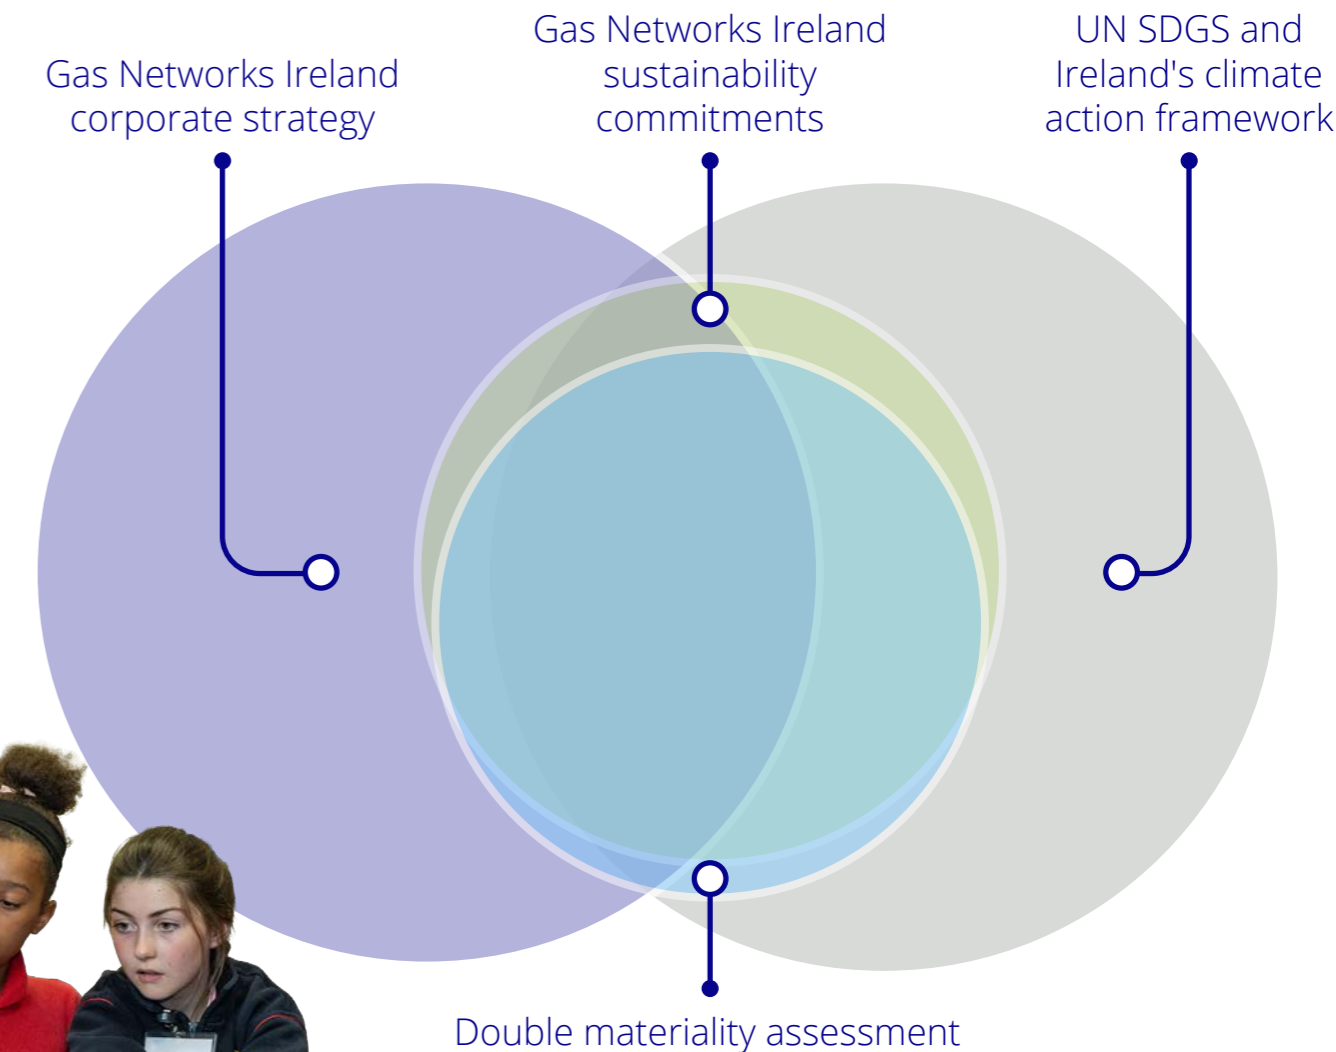 Gas Networks Ireland
corporate strategy
Gas Networks Ireland
sustainability
commitments
UN SDGS and
Ireland's climate
action framework
Double materiality assessment